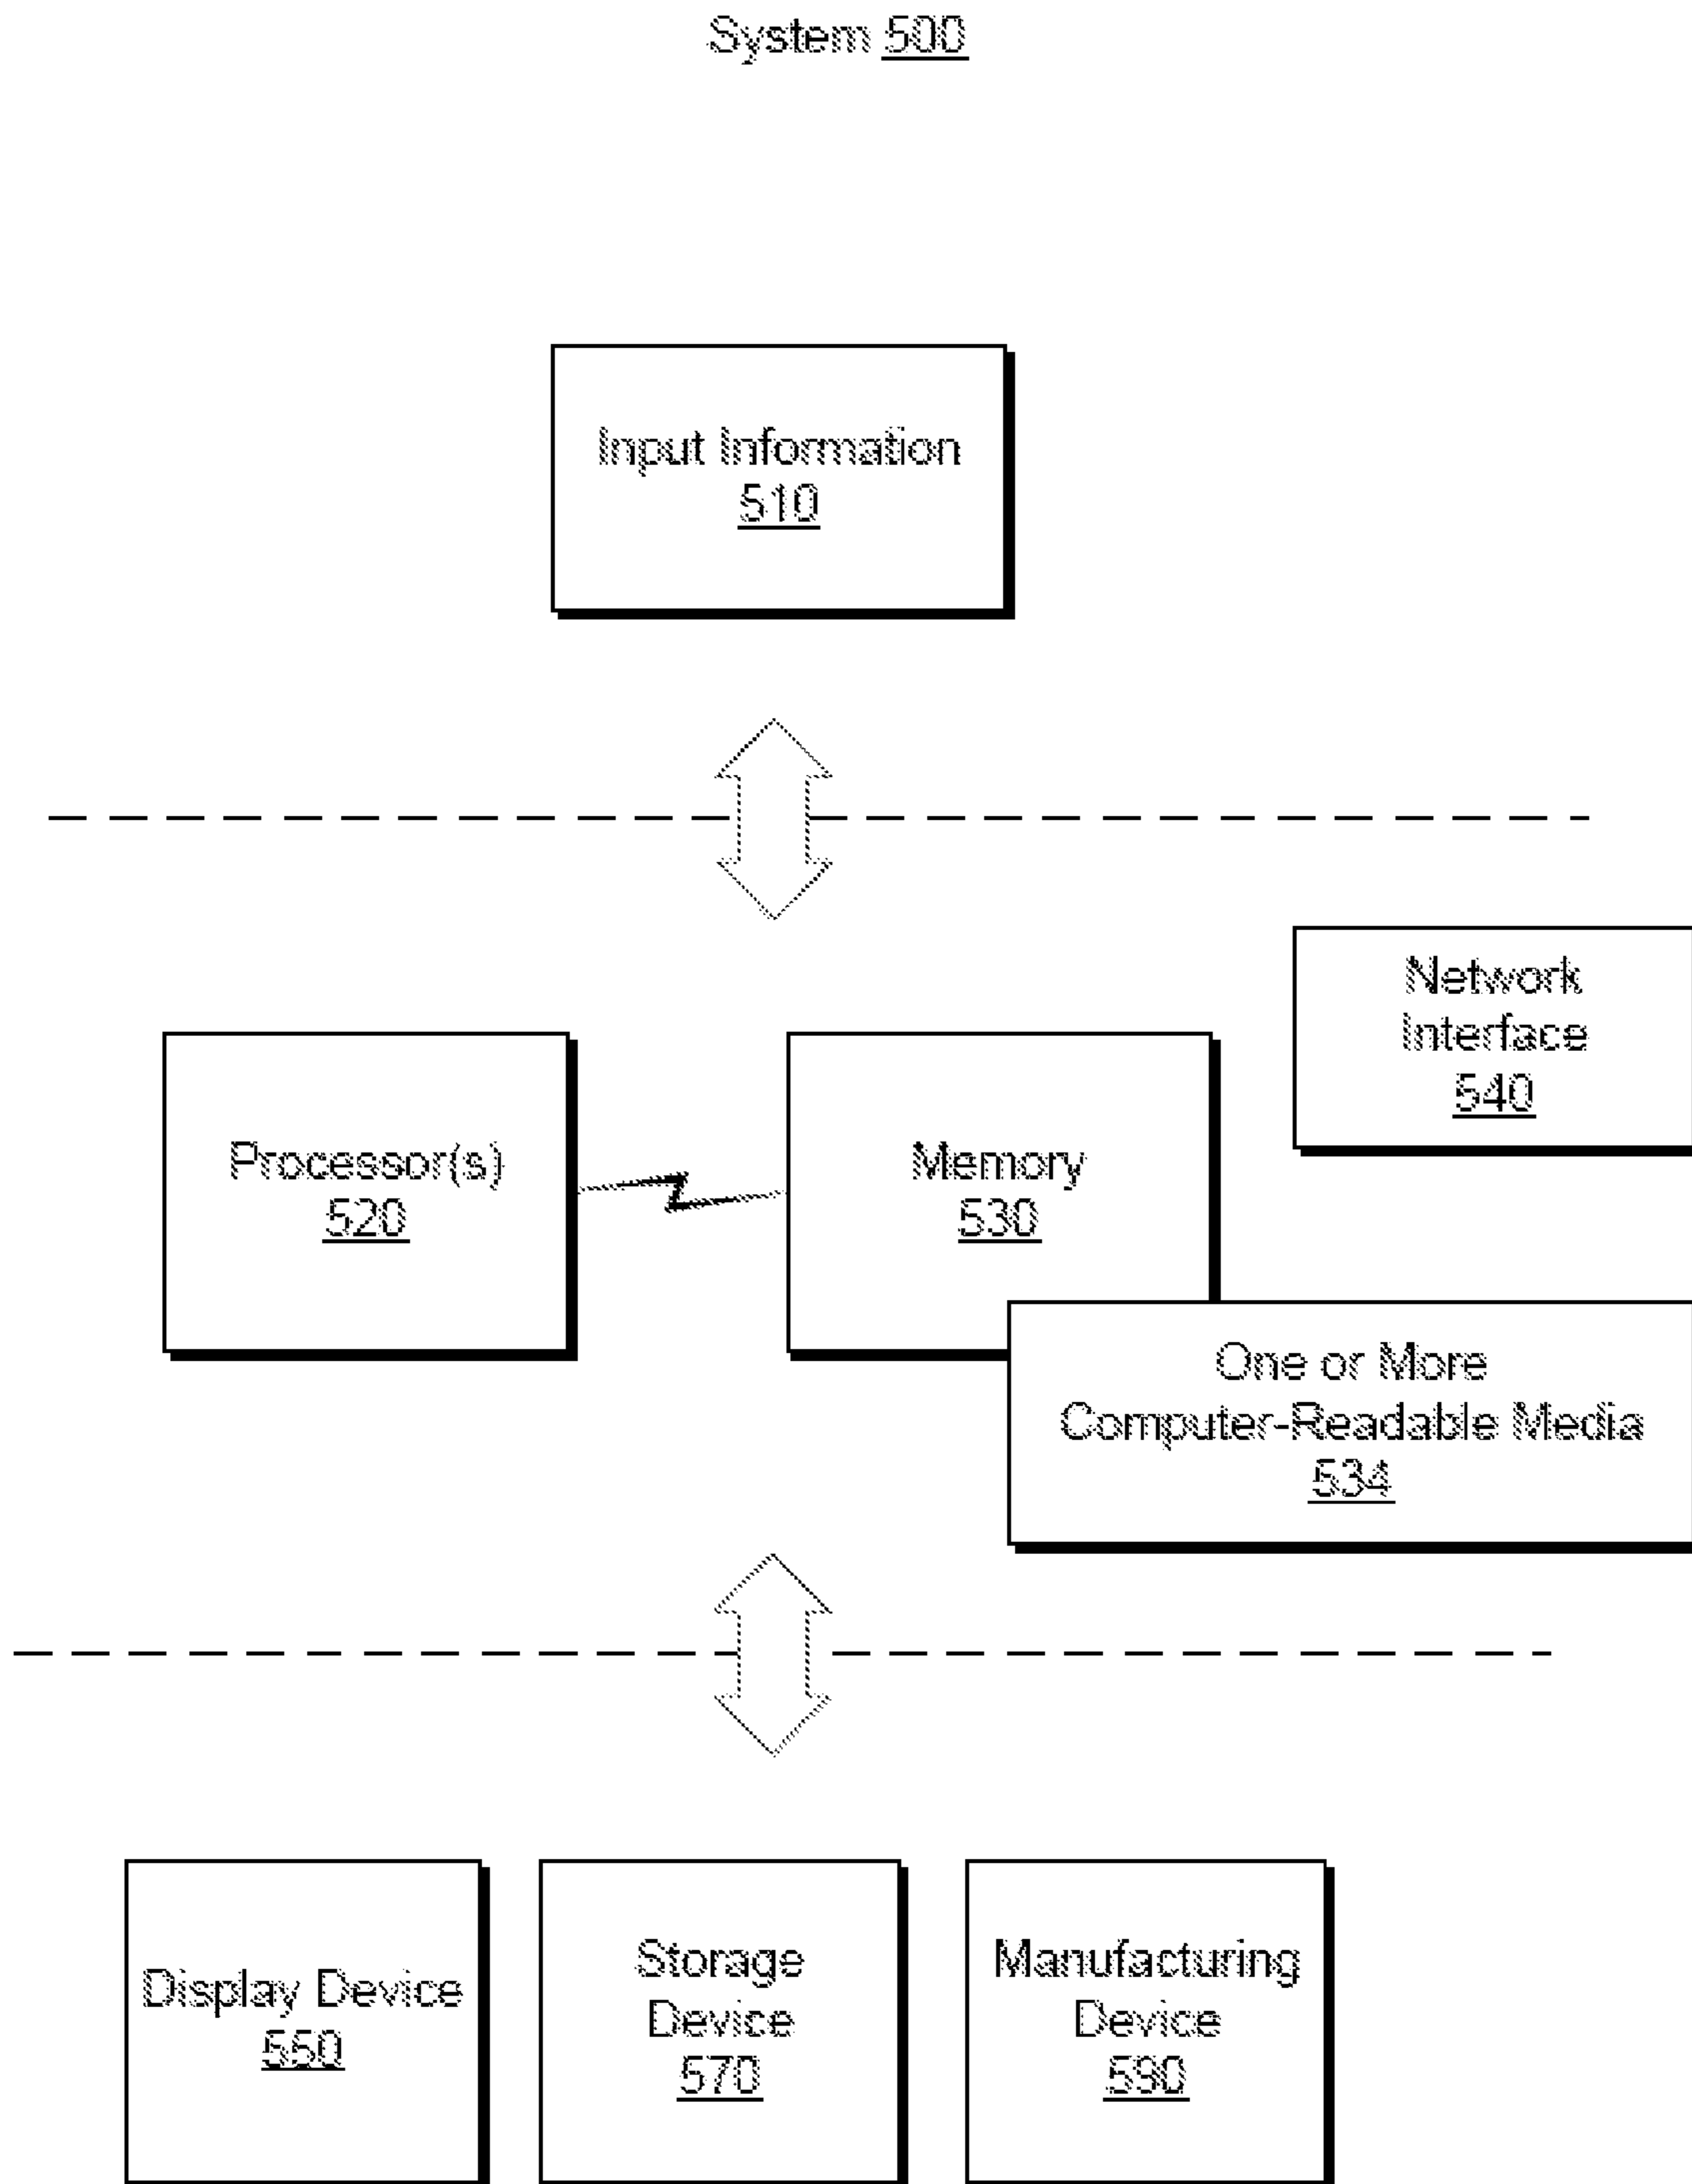 System 500
Input Information
510
Network
Interface
540
Processor(s)
520
Memory
530
One or More
Computer-Readable Media
534
Display Device
550
Storage
Device
570
Manufacturing
Device
590